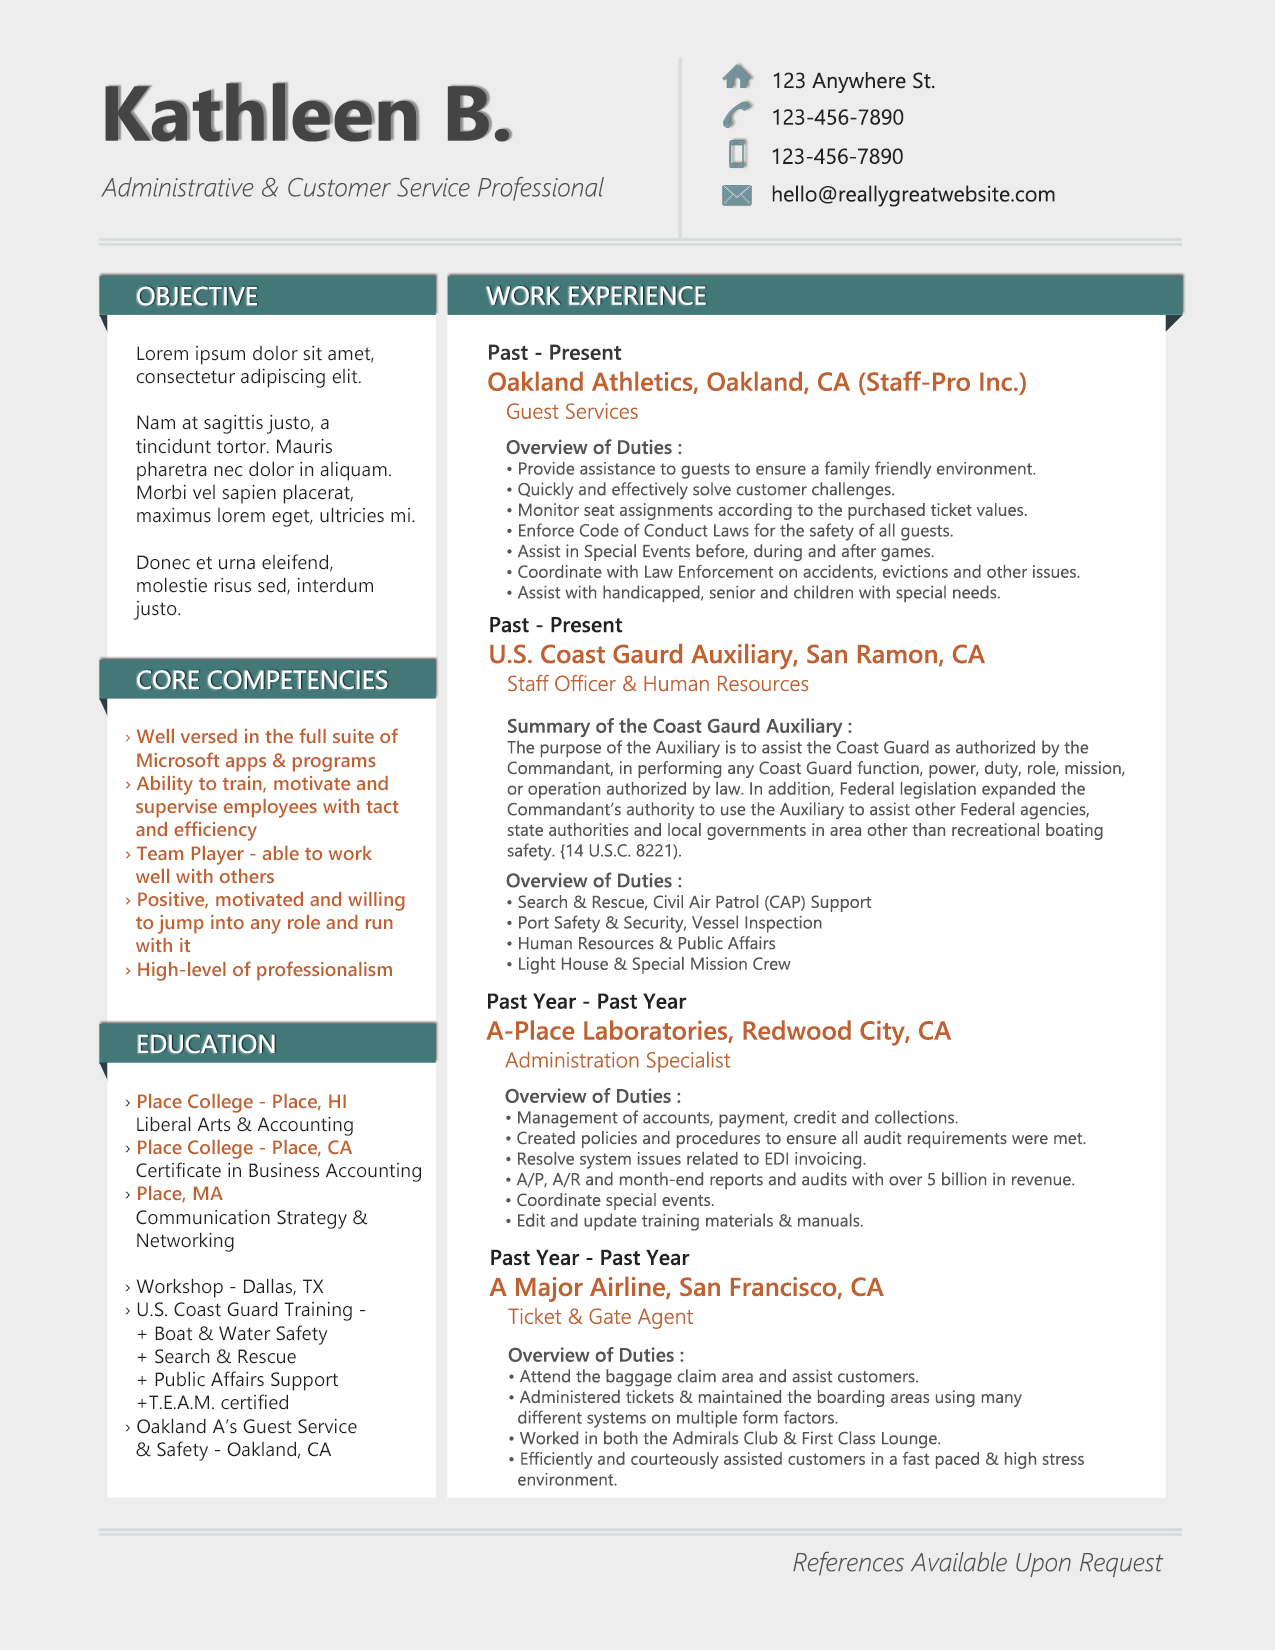 Kathleen B.
Administrative & Customer Service Professional
123 Anywhere St.
123-456-7890
123-456-7890
hello@reallygreatwebsite.com
OBJECTIVE
Lorem ipsum dolor sit amet,
consectetur adipiscing elit.
Nam at sagittis justo, a
tincidunt tortor. Mauris
pharetra nec dolor in aliquam.
Morbi vel sapien placerat,
maximus lorem eget, ultricies mi.
Donec et urna eleifend,
molestie risus sed, interdum
justo.
CORE COMPETENCIES
› Well versed in the full suite of
Microsoft apps & programs
› Ability to train, motivate and
supervise employees with tact
and efficiency
› Team Player - able to work
well with others
› Positive, motivated and willing
to jump into any role and run
with it
› High-level of professionalism
EDUCATION
› Place College - Place, HI
Liberal Arts & Accounting
› Place College - Place, CA
Certificate in Business Accounting
› Place, MA
Communication Strategy &
Networking
› Workshop - Dallas, TX
› U.S. Coast Guard Training -
+ Boat & Water Safety
+ Search & Rescue
+ Public Affairs Support
+T.E.A.M. certified
› Oakland A's Guest Service
& Safety - Oakland, CA
WORK EXPERIENCE
Past - Present
Oakland Athletics, Oakland, CA (Staff-Pro Inc.)
Guest Services
Overview of Duties :
• Provide assistance to guests to ensure a family friendly environment.
• Quickly and effectively solve customer challenges.
• Monitor seat assignments according to the purchased ticket values.
• Enforce Code of Conduct Laws for the safety of all guests.
• Assist in Special Events before, during and after games.
• Coordinate with Law Enforcement on accidents, evictions and other issues.
• Assist with handicapped, senior and children with special needs.
Past - Present
U.S. Coast Gaurd Auxiliary, San Ramon, CA
Staff Officer & Human Resources
Summary of the Coast Gaurd Auxiliary :
The purpose of the Auxiliary is to assist the Coast Guard as authorized by the
Commandant, in performing any Coast Guard function, power, duty, role, mission,
or operation authorized by law. In addition, Federal legislation expanded the
Commandant's authority to use the Auxiliary to assist other Federal agencies,
state authorities and local governments in area other than recreational boating
safety. {14 U.S.C. 8221).
Overview of Duties :
• Search & Rescue, Civil Air Patrol (CAP) Support
• Port Safety & Security, Vessel Inspection
• Human Resources & Public Affairs
• Light House & Special Mission Crew
Past Year - Past Year
A-Place Laboratories, Redwood City, CA
Administration Specialist
Overview of Duties :
• Management of accounts, payment, credit and collections.
• Created policies and procedures to ensure all audit requirements were met.
• Resolve system issues related to EDI invoicing.
• A/P, A/R and month-end reports and audits with over 5 billion in revenue.
• Coordinate special events.
• Edit and update training materials & manuals.
Past Year - Past Year
A Major Airline, San Francisco, CA
Ticket & Gate Agent
Overview of Duties :
• Attend the baggage claim area and assist customers.
• Administered tickets & maintained the boarding areas using many
different systems on multiple form factors.
• Worked in both the Admirals Club & First Class Lounge.
• Efficiently and courteously assisted customers in a fast paced & high stress
environment.
References Available Upon Request